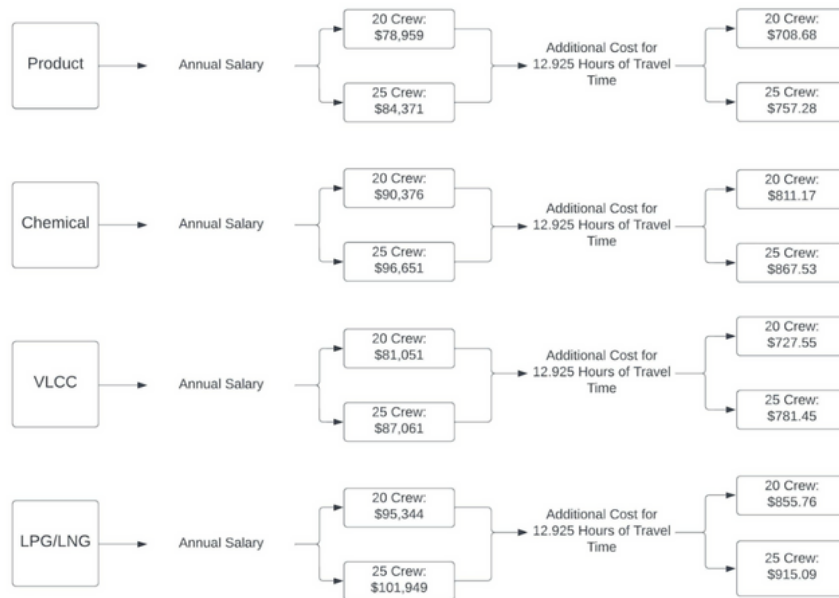 Product
Annual Salary
20 Crew:
$78,959
25 Crew:
$84,371
Additional Cost for
12.925 Hours of Travel
Time
20 Crew:
$708.68
25 Crew:
$757.28
Chemical
Annual Salary
20 Crew:
$90,376
25 Crew:
$96,651
Additional Cost for
12.925 Hours of Travel
Time
20 Crew:
$811.17
25 Crew:
$867.53
VLCC
Annual Salary
20 Crew:
$81,051
25 Crew:
$87,061
Additional Cost for
12.925 Hours of Travel
Time
20 Crew:
$727.55
25 Crew:
$781.45
LPG/LNG
Annual Salary
20 Crew:
$95,344
25 Crew:
$101,949
Additional Cost for
12.925 Hours of Travel
Time
20 Crew:
$855.76
25 Crew:
$915.09